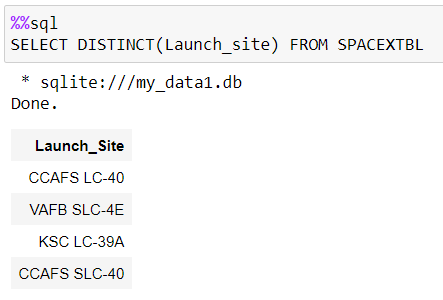 %%sql
SELECT DISTINCT(Launch_site) FROM SPACEXTBL
* sqlite:///my_data1.db
Done.
Launch_Site
CCAFS LC-40
VAFB SLC-4E
KSC LC-39A
CCAFS SLC-40